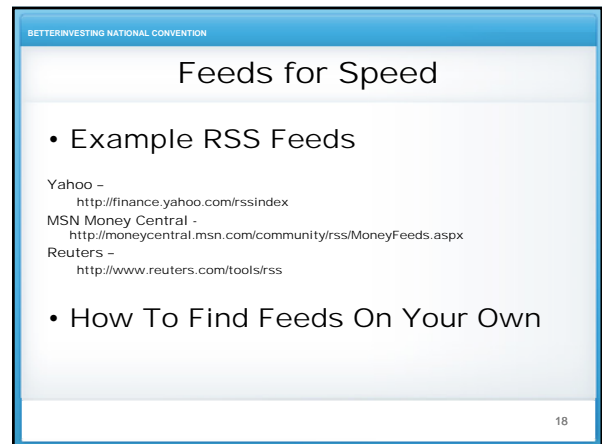 BETTERINVESTING NATIONAL CONVENTION
Feeds for Speed
• Example RSS Feeds
Yahoo –
http://finance.yahoo.com/rssindex
MSN Money Central -
http://moneycentral.msn.com/community/rss/MoneyFeeds.aspx
Reuters –
http://www.reuters.com/tools/rss
• How To Find Feeds On Your Own
18